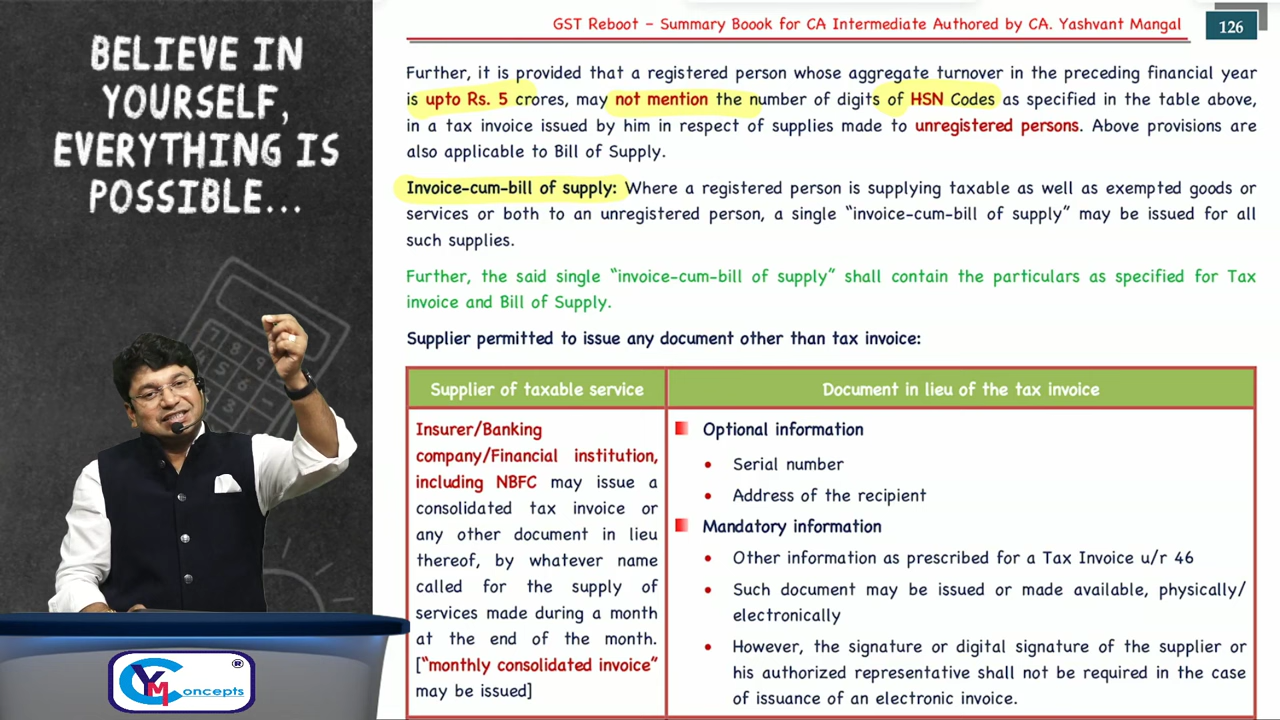 BELIEVE IN
YOURSELF,
EVERYTHING IS
POSSIBLE...
GST Reboot – Summary Boook for CA Intermediate Authored by CA. Yashvant Mangal
126
Further, it is provided that a registered person whose aggregate turnover in the preceding financial year
is upto Rs. 5 crores, may not mention the number of digits of HSN Codes as specified in the table above,
in a tax invoice issued by him in respect of supplies made to unregistered persons. Above provisions are
also applicable to Bill of Supply.
Invoice-cum-bill of supply: Where a registered person is supplying taxable as well as exempted goods or
services or both to an unregistered person, a single “invoice-cum-bill of supply” may be issued for all
such supplies.
Further, the said single “invoice-cum-bill of supply” shall contain the particulars as specified for Tax
invoice and Bill of Supply.
Supplier permitted to issue any document other than tax invoice:
Supplier of taxable service
Document in lieu of the tax invoice
Insurer/Banking
company/Financial institution,
including NBFC may issue a
consolidated tax invoice or
any other document in lieu
thereof, by whatever name
called for the supply of
services made during a month
at the end of the month.
[“monthly consolidated invoice”
may be issued]
Optional information
• Serial number
• Address of the recipient
Mandatory information
• Other information as prescribed for a Tax Invoice u/r 46
• Such document may be issued or made available, physically/
electronically
• However, the signature or digital signature of the supplier or
his authorized representative shall not be required in the case
of issuance of an electronic invoice.
YM Concepts ®
7 8 9
4 5 6
3